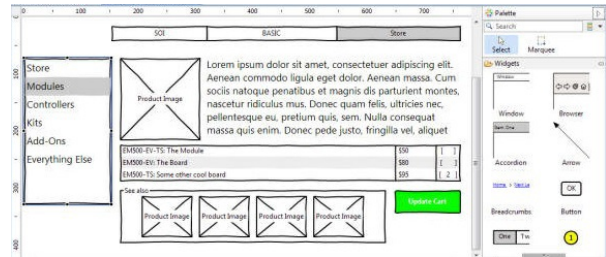 0 100 200 300 400 500 600 700
SOI BASIC Store
Store
Modules
Controllers
Kits
Add-Ons
Everything Else
Product Image
Lorem ipsum dolor sit amet, consectetuer adipiscing elit.
Aenean commodo ligula eget dolor. Aenean massa. Cum
sociis natoque penatibus et magnis dis parturient montes,
nascetur ridiculus mus. Donec quam felis, ultricies nec,
pellentesque eu, pretium quis, sem. Nulla consequat
massa quis enim. Donec pede justo, fringilla vel, aliquet
EM500-EV-TS: The Module $50 [ ]
EM500-EV: The Board $80 [ ]
EM500-TS: Some other cool board $95 [ 2 ]
See also
Product Image Product Image Product Image Product Image
Update Cart
100
200
300
400
Palette
Search
Select Marquee
Widgets
Window
Window Browser
Item One
Accordion Arrow
Home
OK
Breadcrumbs Button
One Tw
1